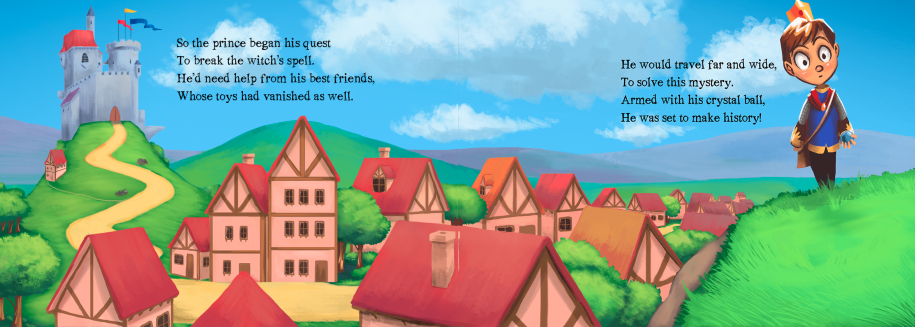 So the prince began his quest
To break the witch's spell.
He'd need help from his best friends,
Whose toys had vanished as well.
He would travel far and wide,
To solve this mystery.
Armed with his crystal ball,
He was set to make history!